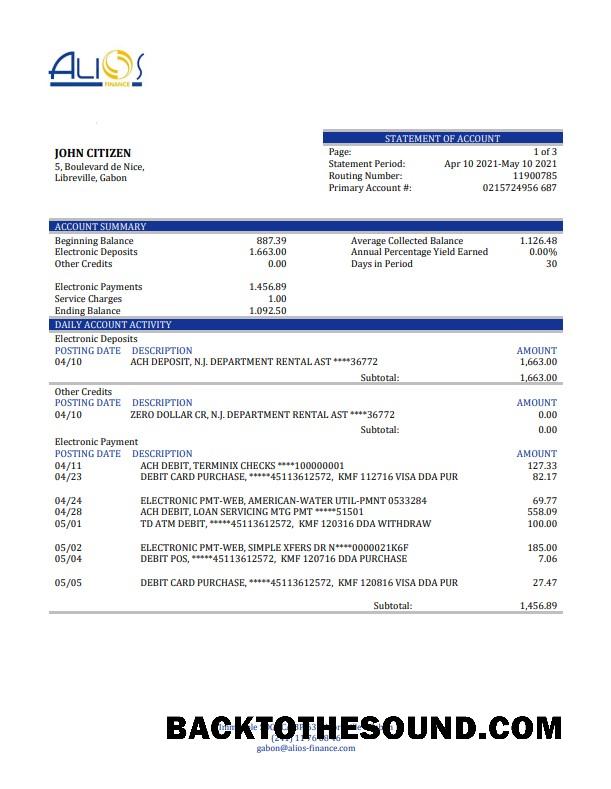 ALIOS
FINANCE
STATEMENT OF ACCOUNT
JOHN CITIZEN
5, Boulevard de Nice,
Libreville, Gabon
Page: 1 of 3
Statement Period: Apr 10 2021-May 10 2021
Routing Number: 11900785
Primary Account #: 0215724956 687
ACCOUNT SUMMARY
Beginning Balance 887.39 Average Collected Balance 1.126.48
Electronic Deposits 1.663.00 Annual Percentage Yield Earned 0.00%
Other Credits 0.00 Days in Period 30
Electronic Payments 1.456.89
Service Charges 1.00
Ending Balance 1.092.50
DAILY ACCOUNT ACTIVITY
Electronic Deposits
POSTING DATE DESCRIPTION AMOUNT
04/10 ACH DEPOSIT, N.J. DEPARTMENT RENTAL AST ****36772 1,663.00
Subtotal: 1,663.00
Other Credits
POSTING DATE DESCRIPTION AMOUNT
04/10 ZERO DOLLAR CR, N.J. DEPARTMENT RENTAL AST ****36772 0.00
Subtotal: 0.00
Electronic Payment
POSTING DATE DESCRIPTION AMOUNT
04/11 ACH DEBIT, TERMINIX CHECKS ****100000001 127.33
04/23 DEBIT CARD PURCHASE, *****45113612572, KMF 112716 VISA DDA PUR 82.17
04/24 ELECTRONIC PMT-WEB, AMERICAN-WATER UTIL-PMNT 0533284 69.77
04/28 ACH DEBIT, LOAN SERVICING MTG PMT *****51501 558.09
05/01 TD ATM DEBIT, *****45113612572, KMF 120316 DDA WITHDRAW 100.00
05/02 ELECTRONIC PMT-WEB, SIMPLE XFERS DR N****0000021K6F 185.00
05/04 DEBIT POS, *****45113612572, KMF 120716 DDA PURCHASE 7.06
05/05 DEBIT CARD PURCHASE, *****45113612572, KMF 120816 VISA DDA PUR 27.47
Subtotal: 1,456.89
BACKTOTHESOUND.COM
gabon@alios-finance.com